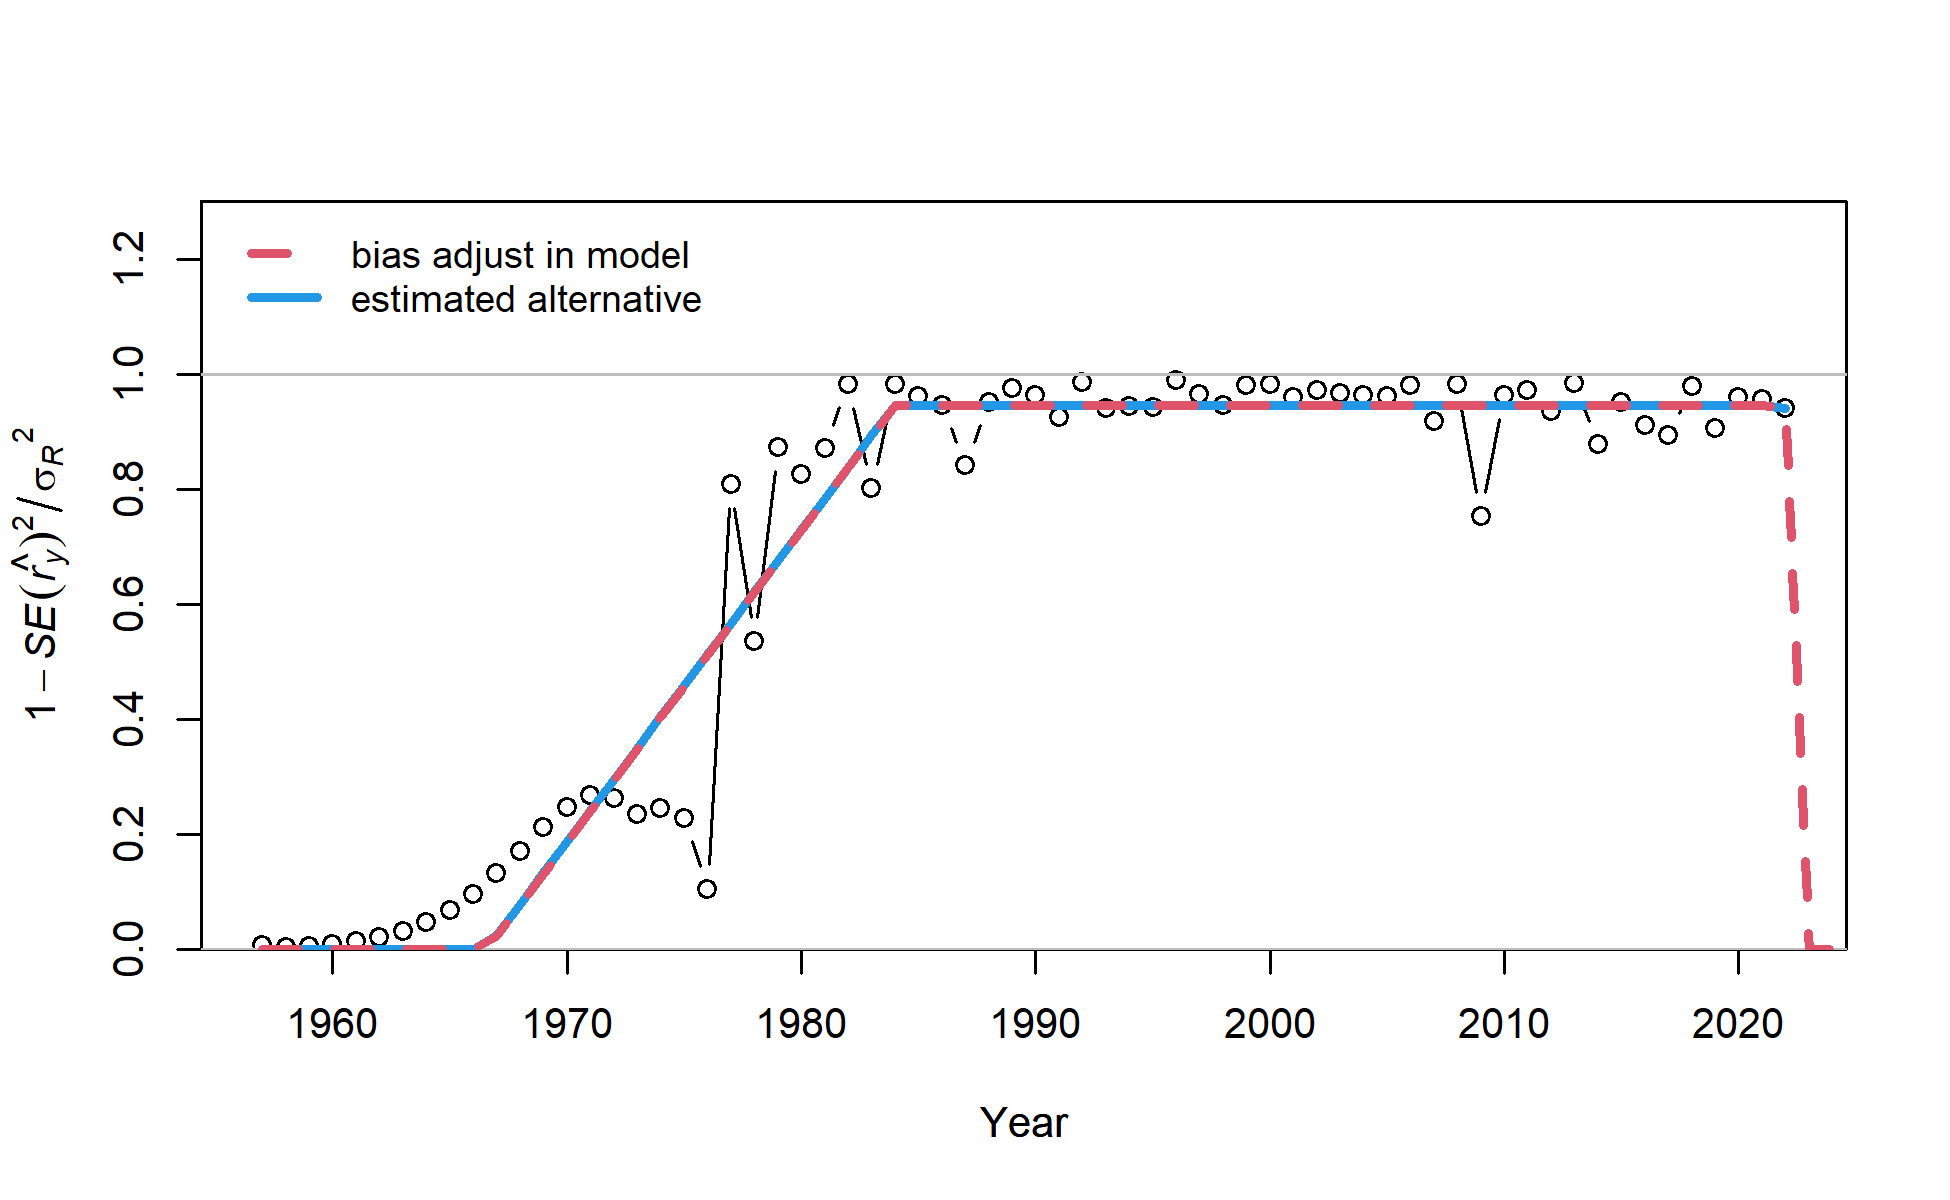 bias adjust in model
estimated alternative
1 − SE(r̂y)²/σR²
0.0
0.2
0.4
0.6
0.8
1.0
1.2
1960 1970 1980 1990 2000 2010 2020
Year